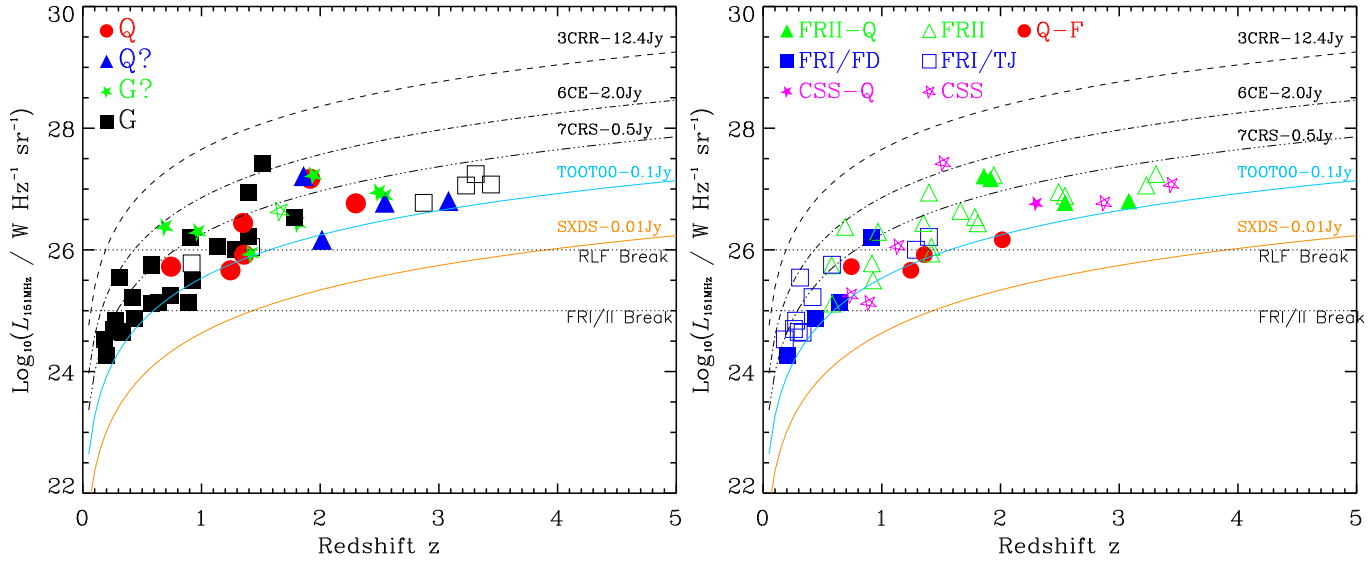 30
28
26
24
22
0
1
2
3
4
5
Log₁₀(L₁₅₁MHz / W Hz⁻¹ sr⁻¹)
Redshift z
Q
Q?
G?
G
3CRR-12.4Jy
6CE-2.0Jy
7CRS-0.5Jy
TOOT00-0.1Jy
SXDS-0.01Jy
RLF Break
FRI/II Break
30
28
26
24
22
0
1
2
3
4
5
Log₁₀(L₁₅₁MHz / W Hz⁻¹ sr⁻¹)
Redshift z
FRII-Q FRII Q-F
FRI/FD FRI/TJ
CSS-Q CSS
3CRR-12.4Jy
6CE-2.0Jy
7CRS-0.5Jy
TOOT00-0.1Jy
SXDS-0.01Jy
RLF Break
FRI/II Break